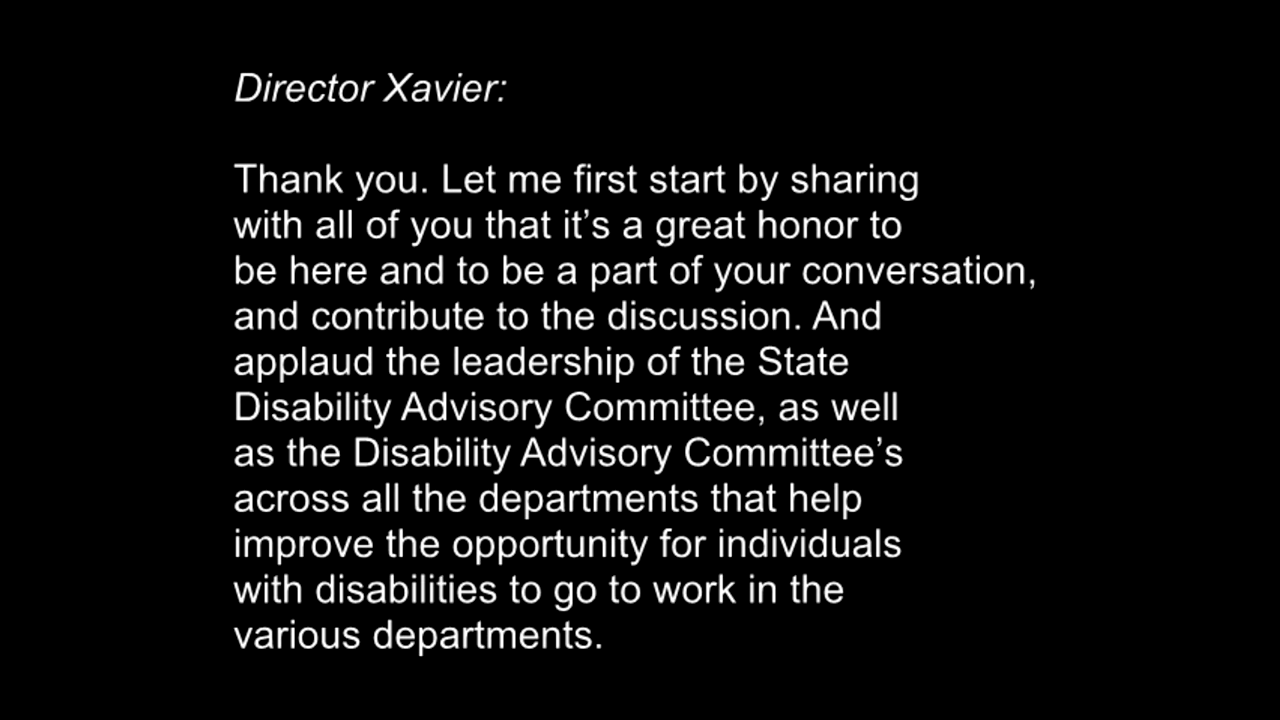 Director Xavier:
Thank you. Let me first start by sharing
with all of you that it’s a great honor to
be here and to be a part of your conversation,
and contribute to the discussion. And
applaud the leadership of the State
Disability Advisory Committee, as well
as the Disability Advisory Committee’s
across all the departments that help
improve the opportunity for individuals
with disabilities to go to work in the
various departments.